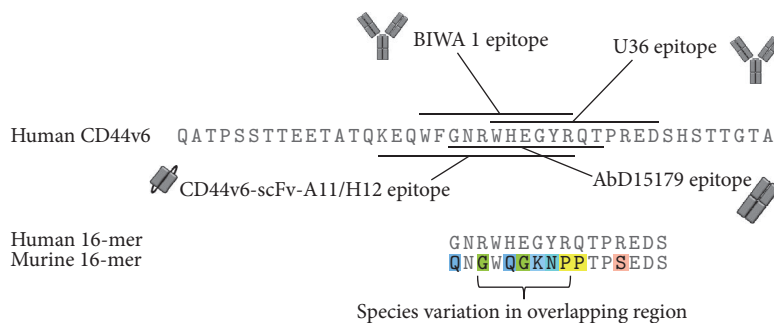 BIWA 1 epitope
U36 epitope
Human CD44v6 QATPSSTTEETATQKEQWFGNRWHEGYRQTPREDSHSTTGTA
CD44v6-scFv-A11/H12 epitope
AbD15179 epitope
Human 16-mer GNRWHEGYRQTPREDS
Murine 16-mer QNGWQGKNPPTPSEDS
Species variation in overlapping region